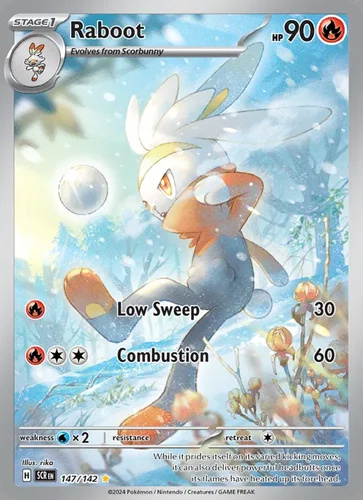 STAGE1
Raboot
HP 90
Evolves from Scorbunny
Low Sweep 30
Combustion 60
weakness ×2 resistance retreat
Illus. rika
H SCR EN 147/142
While it prides itself on its varied kicking moves,
it can also deliver powerful headbutts once
its flames have heated up its forehead.
©2024 Pokémon / Nintendo / Creatures / GAME FREAK